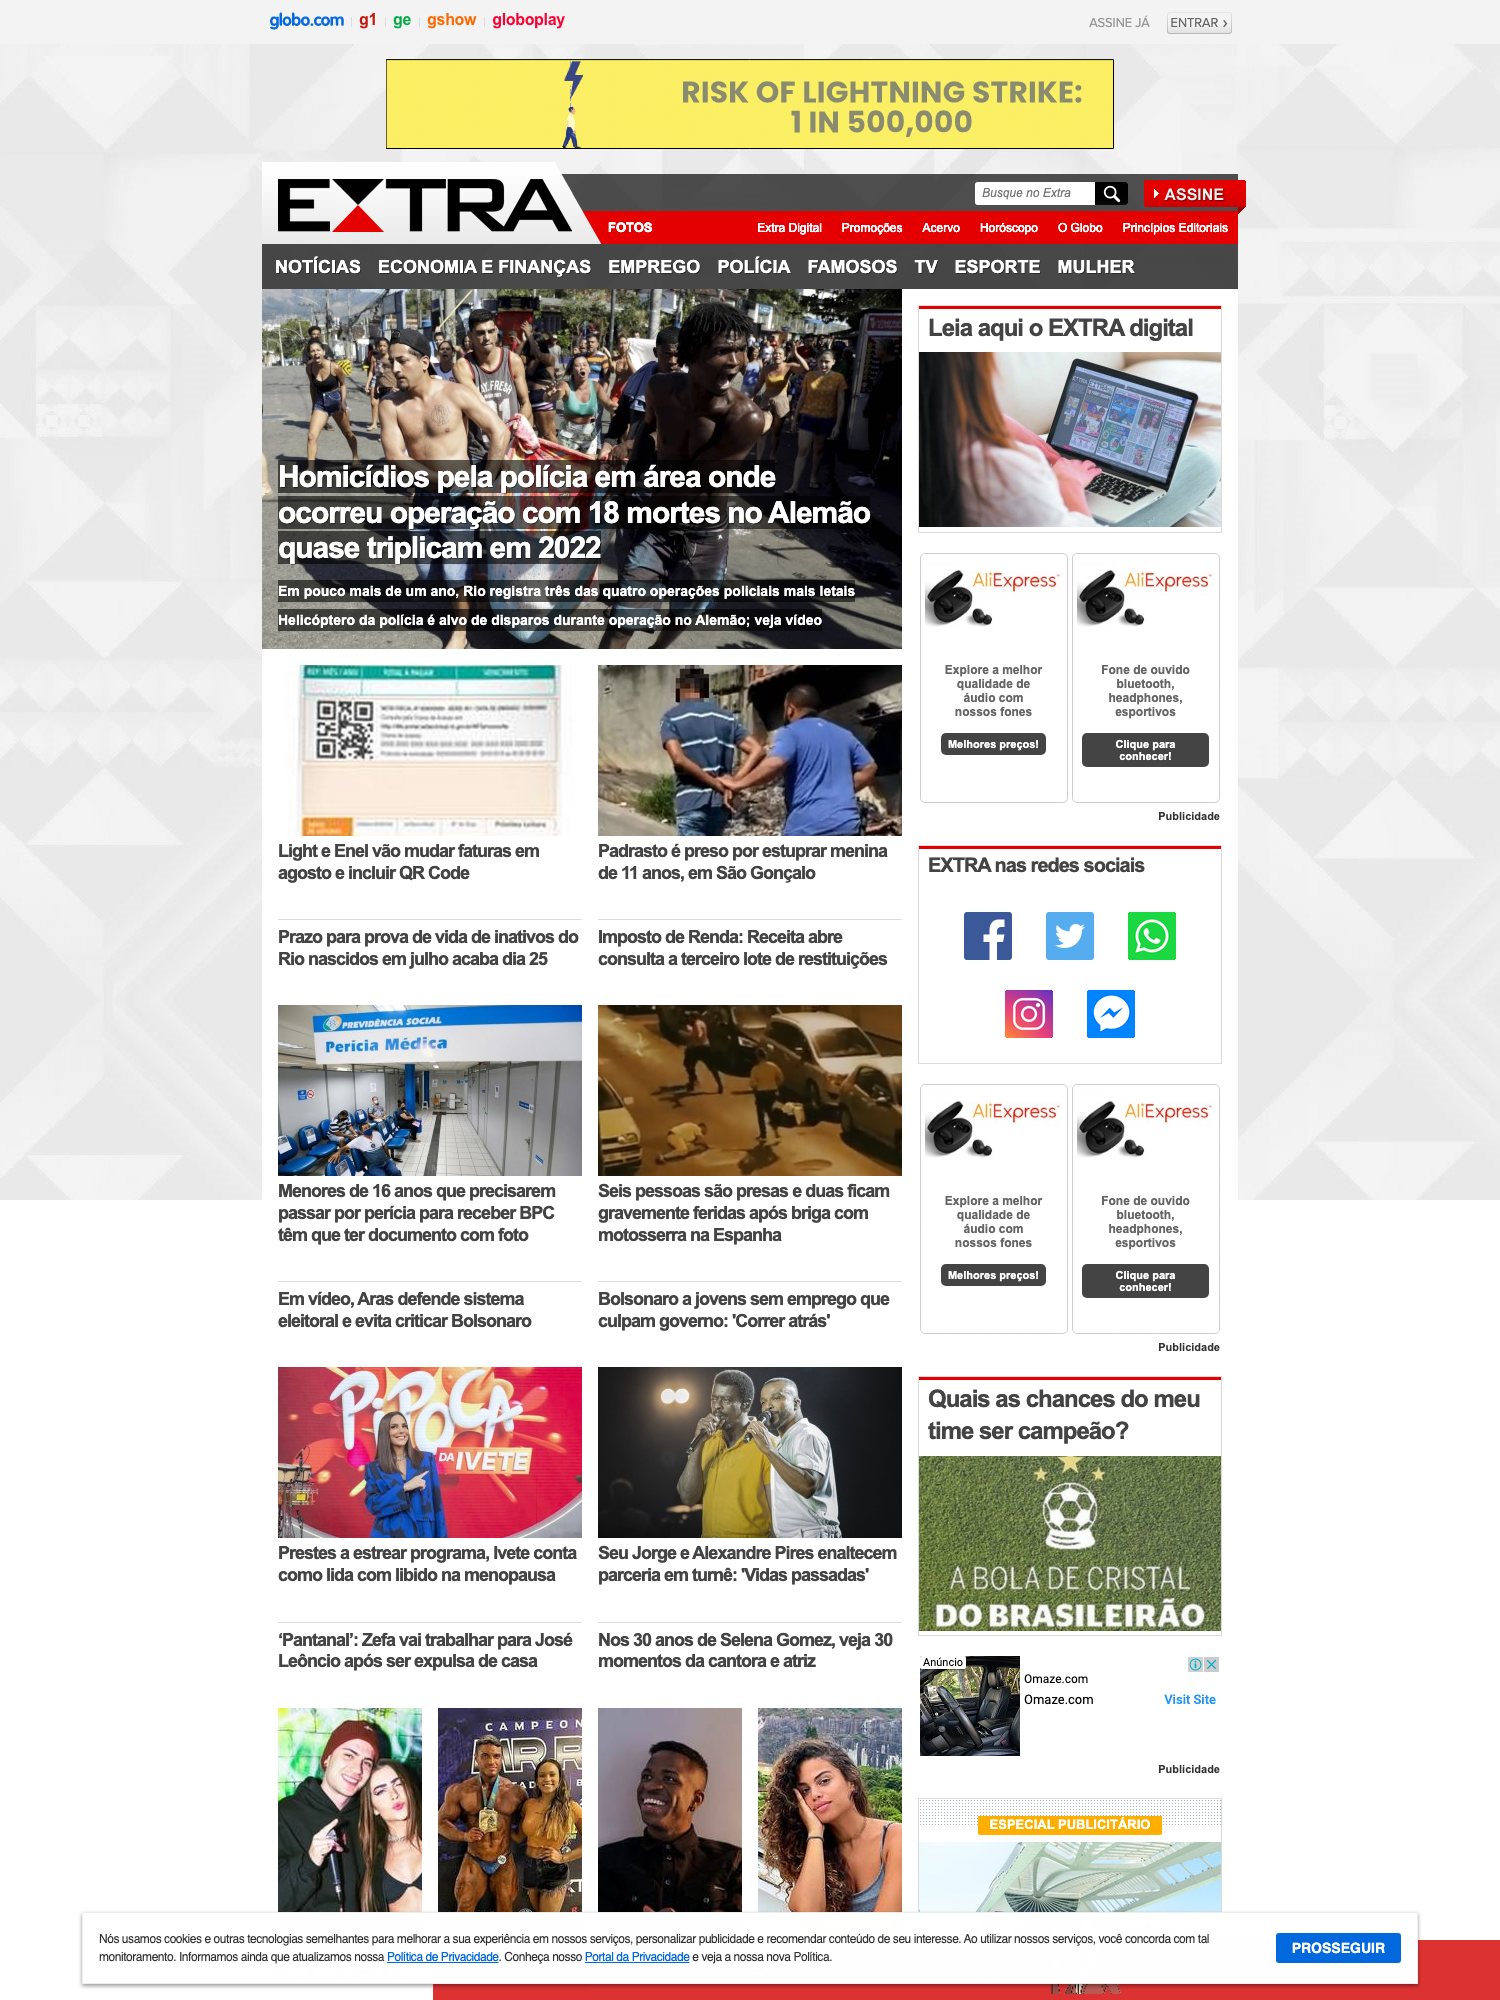 globo.com
g1
ge
gshow
globoplay
ASSINE JÁ
ENTRAR ›
RISK OF LIGHTNING STRIKE:
1 IN 500,000
EXTRA
Busque no Extra
ASSINE
FOTOS
Extra Digital
Promoções
Acervo
Horóscopo
O Globo
Princípios Editoriais
NOTÍCIAS
ECONOMIA E FINANÇAS
EMPREGO
POLÍCIA
FAMOSOS
TV
ESPORTE
MULHER
Homicídios pela polícia em área onde
ocorreu operação com 18 mortes no Alemão
quase triplicam em 2022
Em pouco mais de um ano, Rio registra três das quatro operações policiais mais letais
Helicóptero da polícia é alvo de disparos durante operação no Alemão; veja vídeo
Light e Enel vão mudar faturas em
agosto e incluir QR Code
Padrasto é preso por estuprar menina
de 11 anos, em São Gonçalo
Prazo para prova de vida de inativos do
Rio nascidos em julho acaba dia 25
Imposto de Renda: Receita abre
consulta a terceiro lote de restituições
PREVIDÊNCIA SOCIAL
Perícia Médica
Menores de 16 anos que precisarem
passar por perícia para receber BPC
têm que ter documento com foto
Seis pessoas são presas e duas ficam
gravemente feridas após briga com
motosserra na Espanha
Em vídeo, Aras defende sistema
eleitoral e evita criticar Bolsonaro
Bolsonaro a jovens sem emprego que
culpam governo: 'Correr atrás'
PIPOCA
DA IVETE
Prestes a estrear programa, Ivete conta
como lida com libido na menopausa
Seu Jorge e Alexandre Pires enaltecem
parceria em turnê: 'Vidas passadas'
‘Pantanal’: Zefa vai trabalhar para José
Leôncio após ser expulsa de casa
Nos 30 anos de Selena Gomez, veja 30
momentos da cantora e atriz
CAMPEON
Leia aqui o EXTRA digital
AliExpress
Explore a melhor
qualidade de
áudio com
nossos fones
Melhores preços!
AliExpress
Fone de ouvido
bluetooth,
headphones,
esportivos
Clique para
conhecer!
Publicidade
EXTRA nas redes sociais
AliExpress
Explore a melhor
qualidade de
áudio com
nossos fones
Melhores preços!
AliExpress
Fone de ouvido
bluetooth,
headphones,
esportivos
Clique para
conhecer!
Publicidade
Quais as chances do meu
time ser campeão?
A BOLA DE CRISTAL
DO BRASILEIRÃO
Anúncio
Omaze.com
Omaze.com
Visit Site
Publicidade
ESPECIAL PUBLICITÁRIO
Nós usamos cookies e outras tecnologias semelhantes para melhorar a sua experiência em nossos serviços, personalizar publicidade e recomendar conteúdo de seu interesse. Ao utilizar nossos serviços, você concorda com tal
monitoramento. Informamos ainda que atualizamos nossa Política de Privacidade. Conheça nosso Portal da Privacidade e veja a nossa nova Política.
PROSSEGUIR